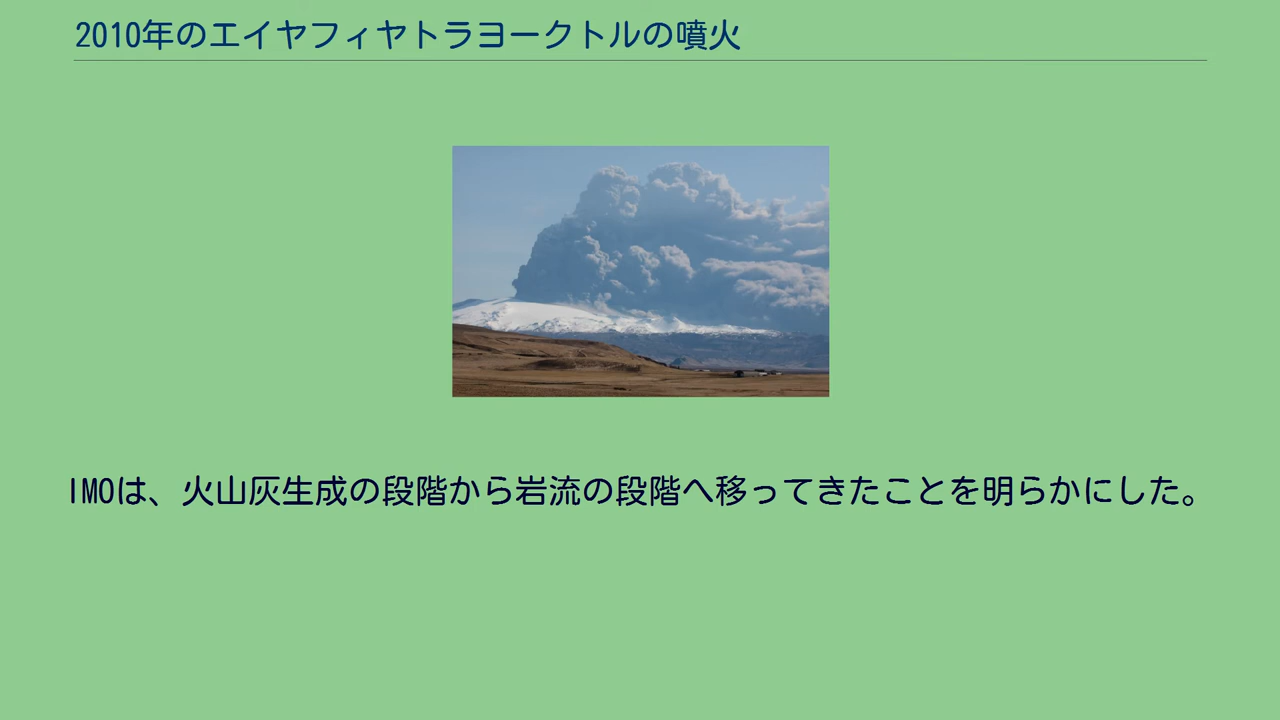 2010年のエイヤフィヤトラヨークトルの噴火
IMOは、火山灰生成の段階から岩流の段階へ移ってきたことを明らかにした。